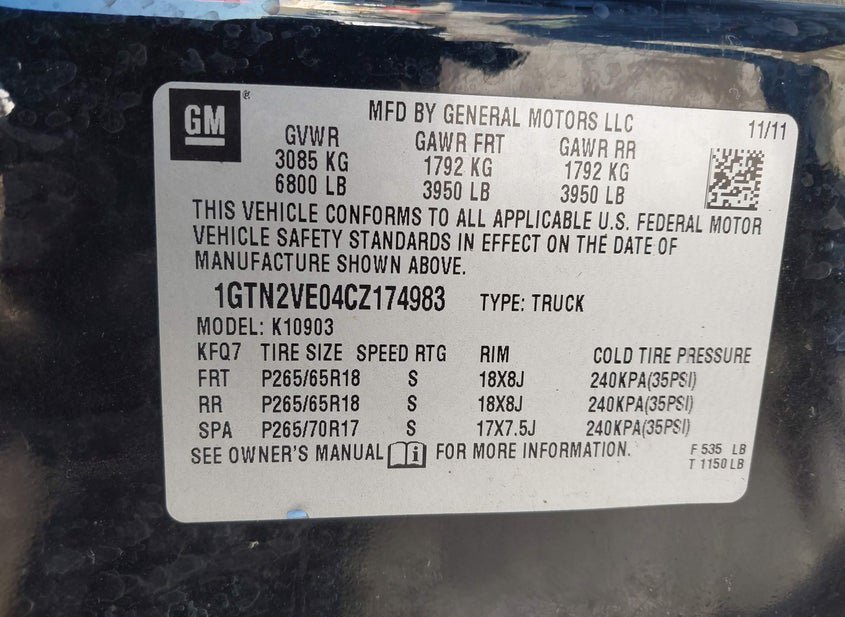 GM®
MFD BY GENERAL MOTORS LLC 11/11
GVWR GAWR FRT GAWR RR
3085 KG 1792 KG 1792 KG
6800 LB 3950 LB 3950 LB
THIS VEHICLE CONFORMS TO ALL APPLICABLE U.S. FEDERAL MOTOR
VEHICLE SAFETY STANDARDS IN EFFECT ON THE DATE OF
MANUFACTURE SHOWN ABOVE.
1GTN2VE04CZ174983 TYPE: TRUCK
MODEL: K10903
KFQ7 TIRE SIZE SPEED RTG RIM COLD TIRE PRESSURE
FRT P265/65R18 S 18X8J 240KPA(35PSI)
RR P265/65R18 S 18X8J 240KPA(35PSI)
SPA P265/70R17 S 17X7.5J 240KPA(35PSI)
SEE OWNER'S MANUAL i FOR MORE INFORMATION. F 535 LB
T 1150 LB